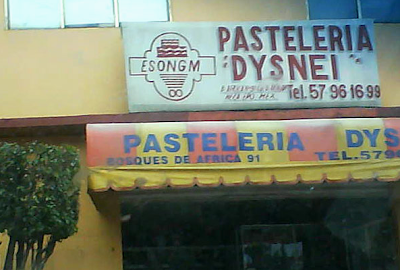 PASTELERIA
"DYSNEI"
ESONGM
Tel. 57 96 16 99
PASTELERIA DYS
BOSQUES DE AFRICA 91 TEL. 579